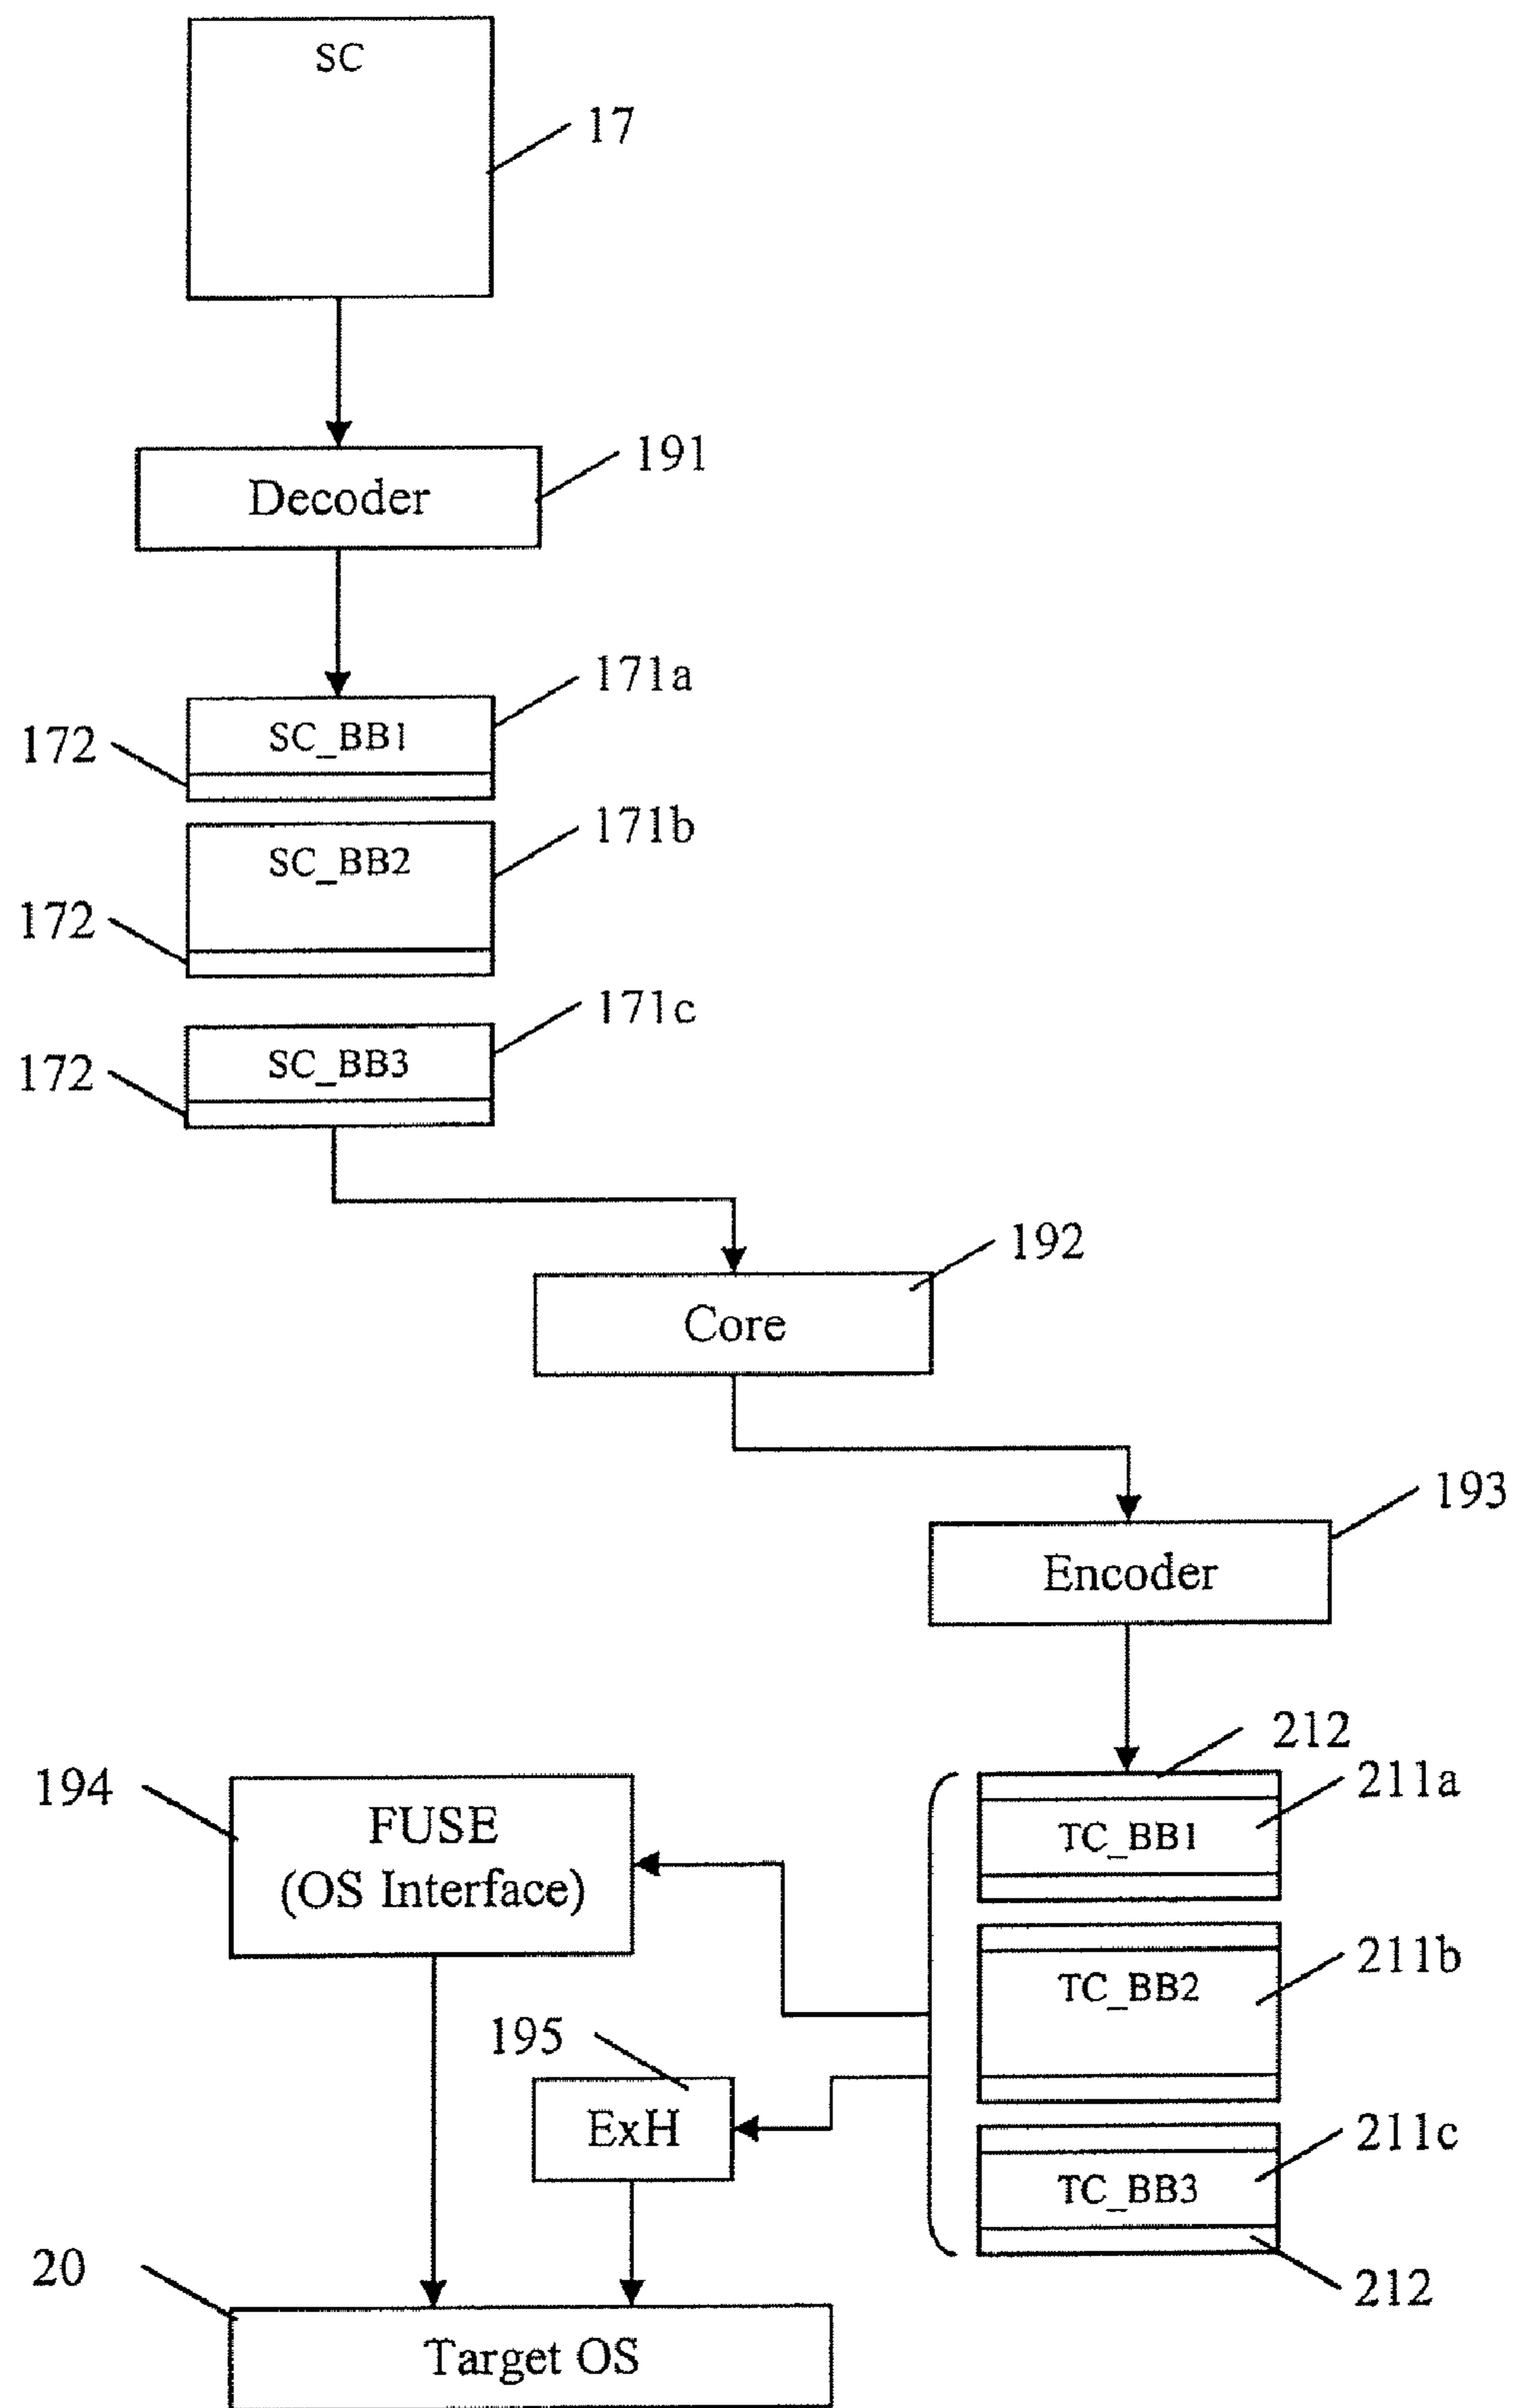 SC
17
Decoder
191
171a
SC_BB1
172
171b
SC_BB2
172
171c
SC_BB3
172
192
Core
193
Encoder
212
194
211a
FUSE
(OS Interface)
TC_BB1
211b
TC_BB2
195
ExH
211c
TC_BB3
20
212
Target OS